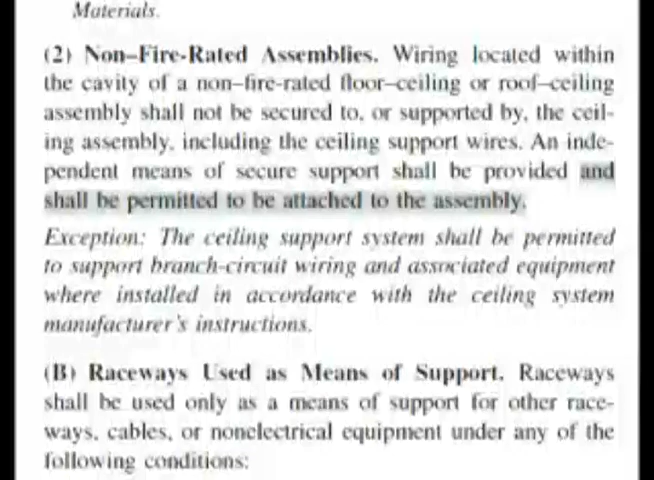 Materials.
(2) Non–Fire-Rated Assemblies. Wiring located within
the cavity of a non–fire-rated floor–ceiling or roof–ceiling
assembly shall not be secured to, or supported by, the ceil-
ing assembly, including the ceiling support wires. An inde-
pendent means of secure support shall be provided and
shall be permitted to be attached to the assembly.
Exception: The ceiling support system shall be permitted
to support branch-circuit wiring and associated equipment
where installed in accordance with the ceiling system
manufacturer's instructions.
(B) Raceways Used as Means of Support. Raceways
shall be used only as a means of support for other race-
ways, cables, or nonelectrical equipment under any of the
following conditions: